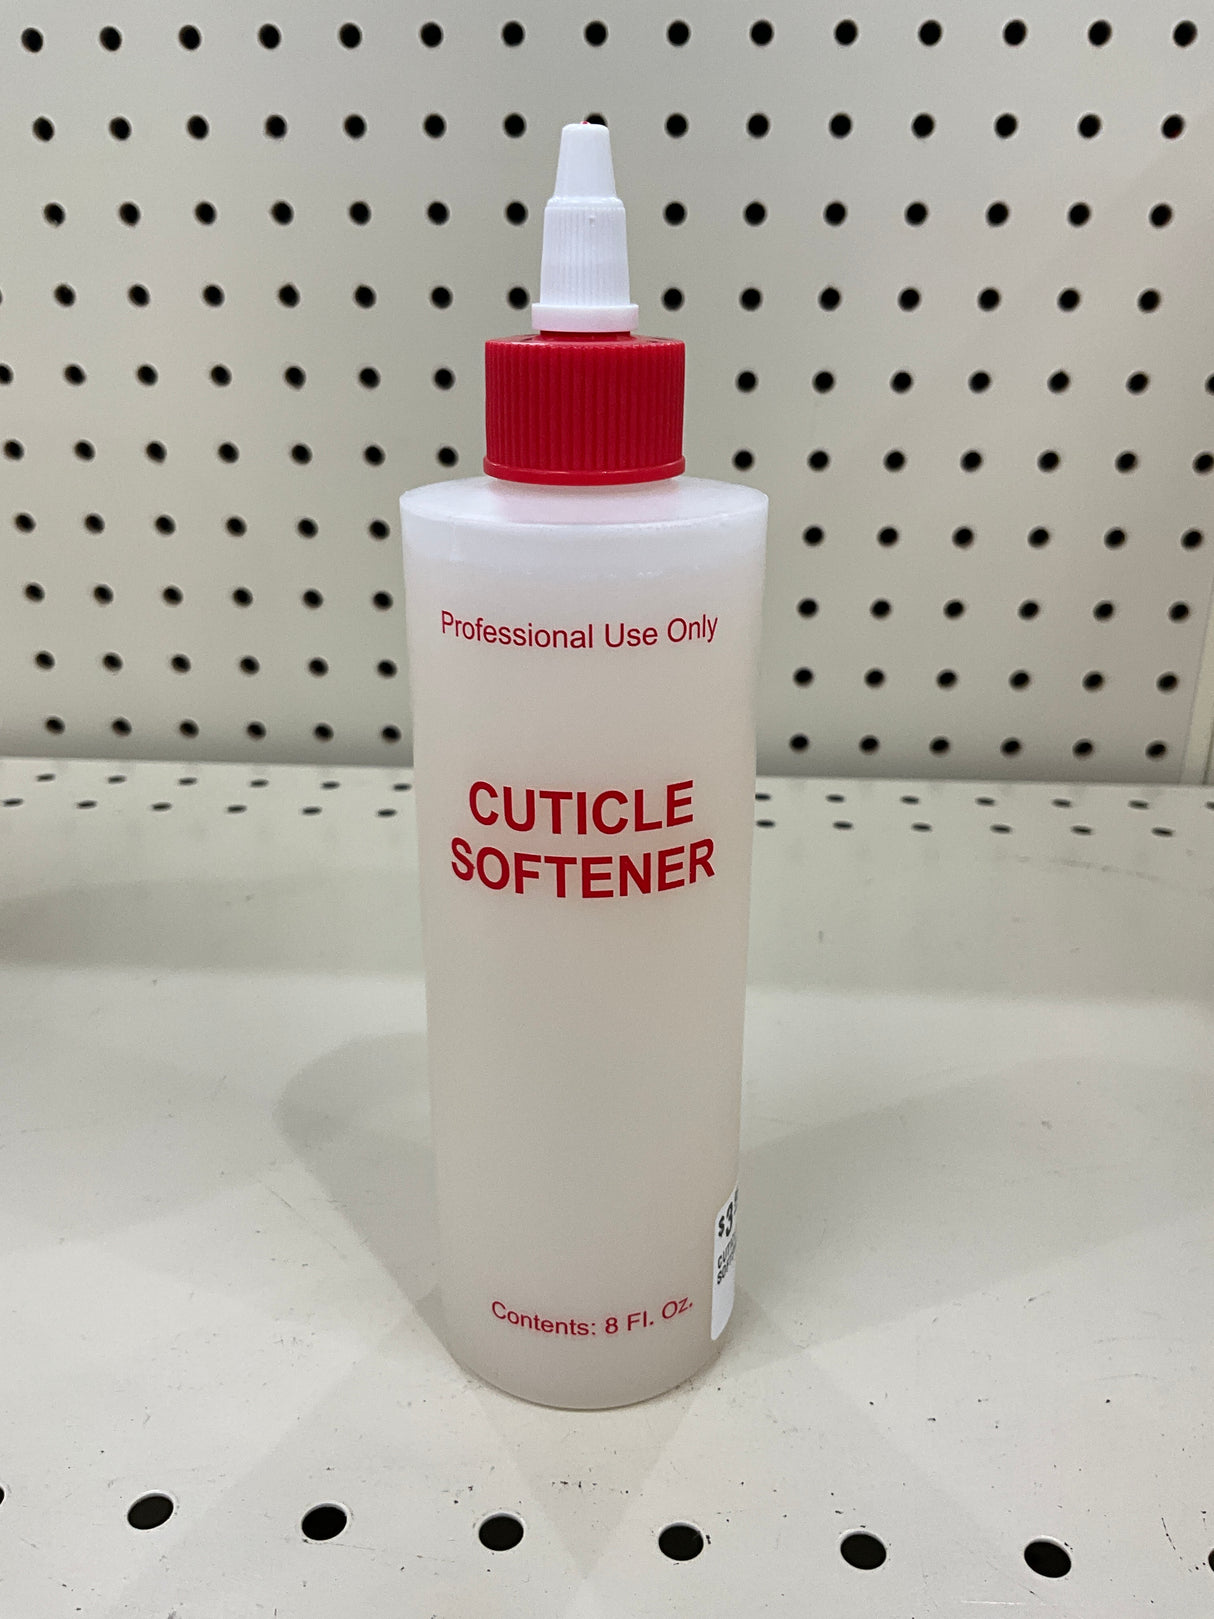 Professional Use Only
CUTICLE
SOFTENER
Contents: 8 Fl. Oz.